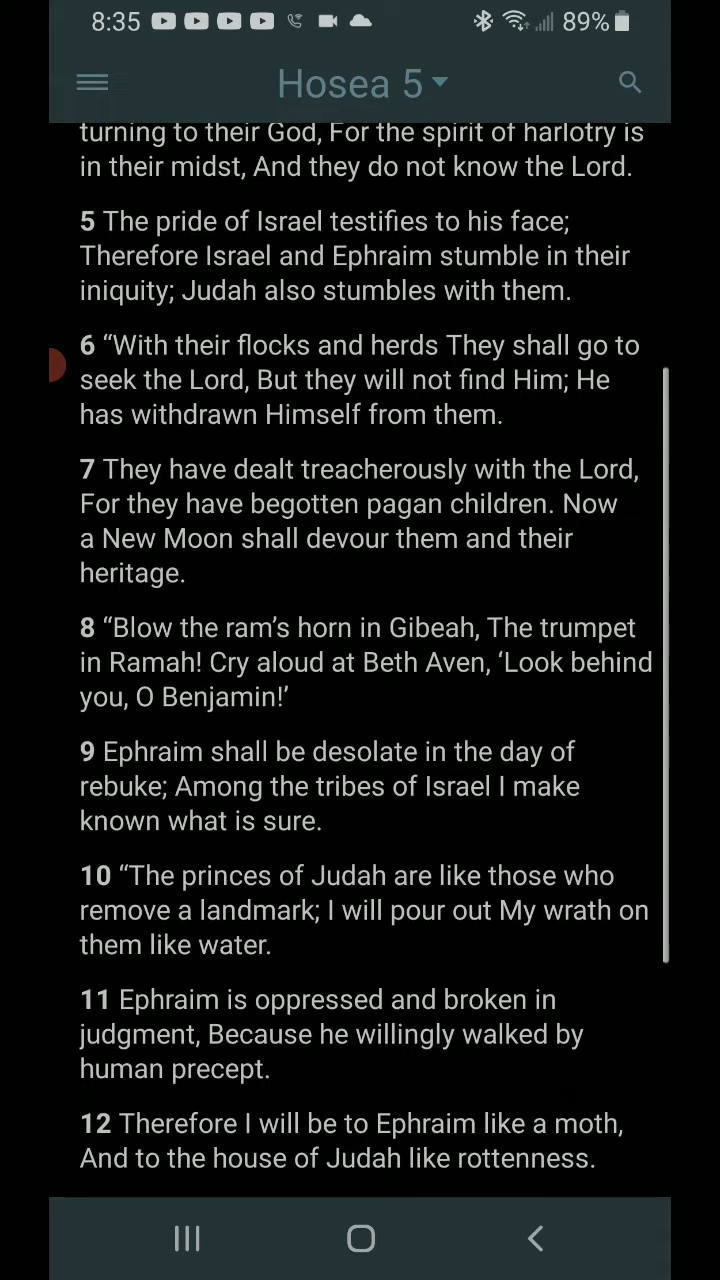 8:35
89%
Hosea 5
turning to their God, For the spirit of harlotry is
in their midst, And they do not know the Lord.
5 The pride of Israel testifies to his face;
Therefore Israel and Ephraim stumble in their
iniquity; Judah also stumbles with them.
6 “With their flocks and herds They shall go to
seek the Lord, But they will not find Him; He
has withdrawn Himself from them.
7 They have dealt treacherously with the Lord,
For they have begotten pagan children. Now
a New Moon shall devour them and their
heritage.
8 “Blow the ram’s horn in Gibeah, The trumpet
in Ramah! Cry aloud at Beth Aven, ‘Look behind
you, O Benjamin!’
9 Ephraim shall be desolate in the day of
rebuke; Among the tribes of Israel I make
known what is sure.
10 “The princes of Judah are like those who
remove a landmark; I will pour out My wrath on
them like water.
11 Ephraim is oppressed and broken in
judgment, Because he willingly walked by
human precept.
12 Therefore I will be to Ephraim like a moth,
And to the house of Judah like rottenness.